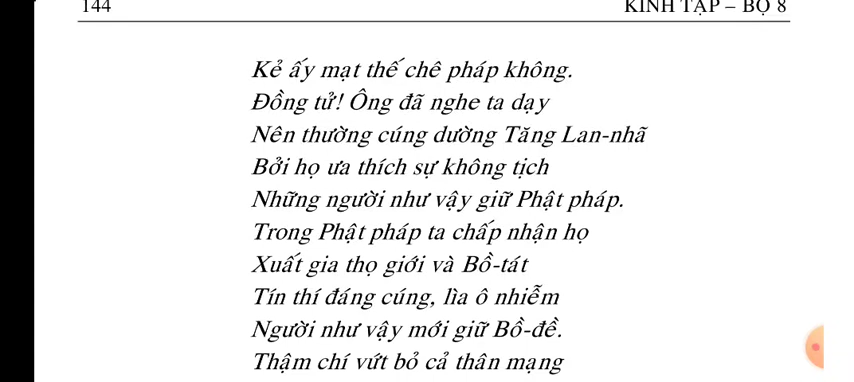 144 KINH TẬP – BỘ 8
Kẻ ấy mạt thế chê pháp không.
Đồng tử! Ông đã nghe ta dạy
Nên thường cúng dường Tăng Lan-nhã
Bởi họ ưa thích sự không tịch
Những người như vậy giữ Phật pháp.
Trong Phật pháp ta chấp nhận họ
Xuất gia thọ giới và Bồ-tát
Tín thí đáng cúng, lìa ô nhiễm
Người như vậy mới giữ Bồ-đề.
Thậm chí vứt bỏ cả thân mạng